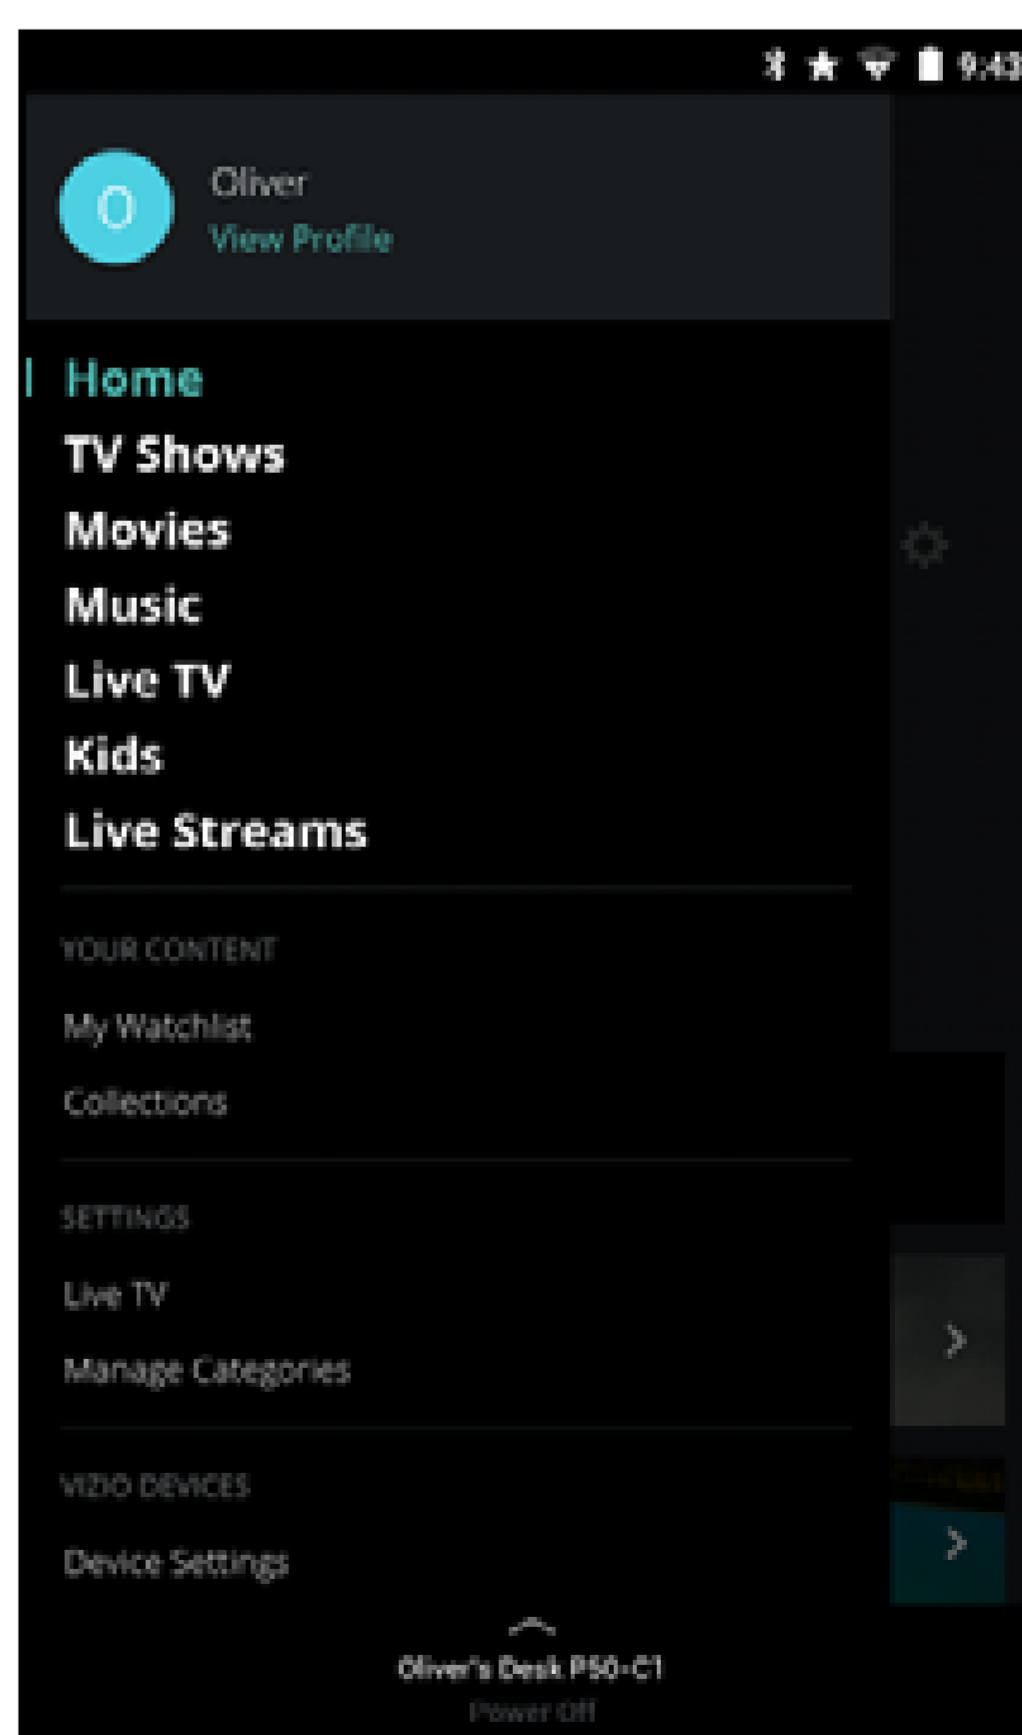 9:43
O
Oliver
View Profile
Home
TV Shows
Movies
Music
Live TV
Kids
Live Streams
YOUR CONTENT
My Watchlist
Collections
SETTINGS
Live TV
Manage Categories
VIZIO DEVICES
Device Settings
Oliver's Desk P50-C1
Power Off